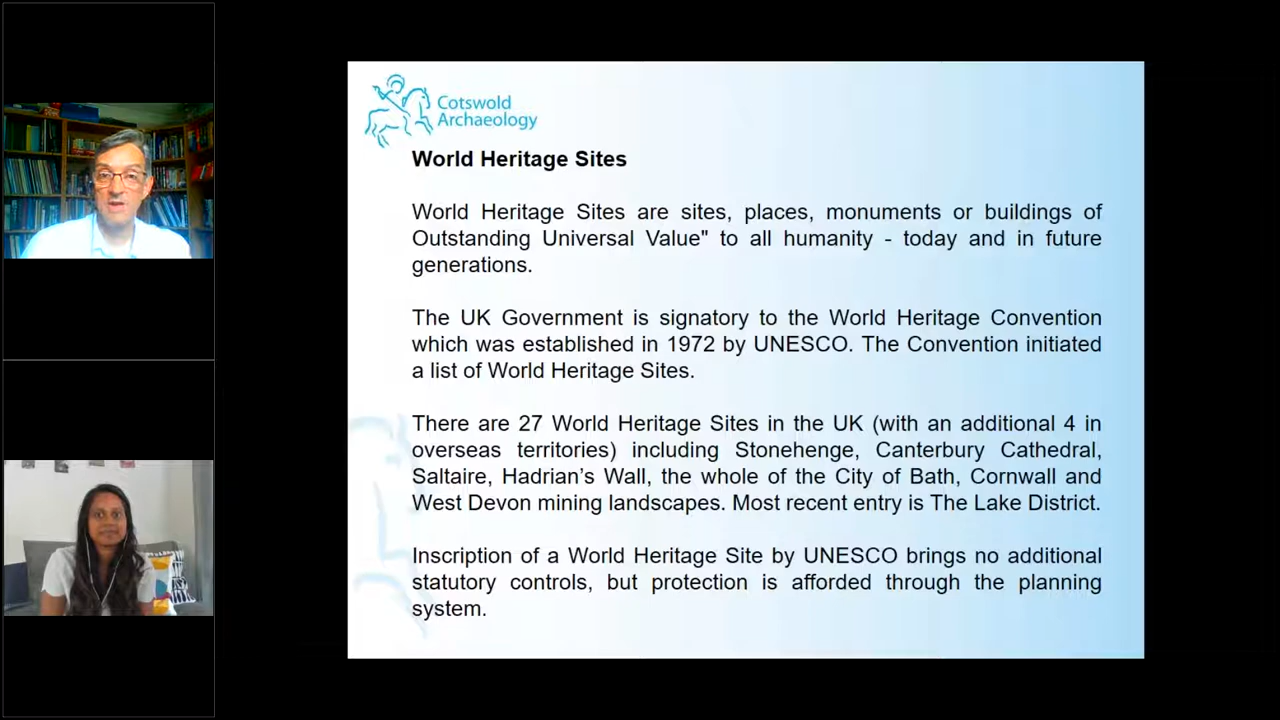 Cotswold
Archaeology
World Heritage Sites
World Heritage Sites are sites, places, monuments or buildings of
Outstanding Universal Value" to all humanity - today and in future
generations.
The UK Government is signatory to the World Heritage Convention
which was established in 1972 by UNESCO. The Convention initiated
a list of World Heritage Sites.
There are 27 World Heritage Sites in the UK (with an additional 4 in
overseas territories) including Stonehenge, Canterbury Cathedral,
Saltaire, Hadrian’s Wall, the whole of the City of Bath, Cornwall and
West Devon mining landscapes. Most recent entry is The Lake District.
Inscription of a World Heritage Site by UNESCO brings no additional
statutory controls, but protection is afforded through the planning
system.